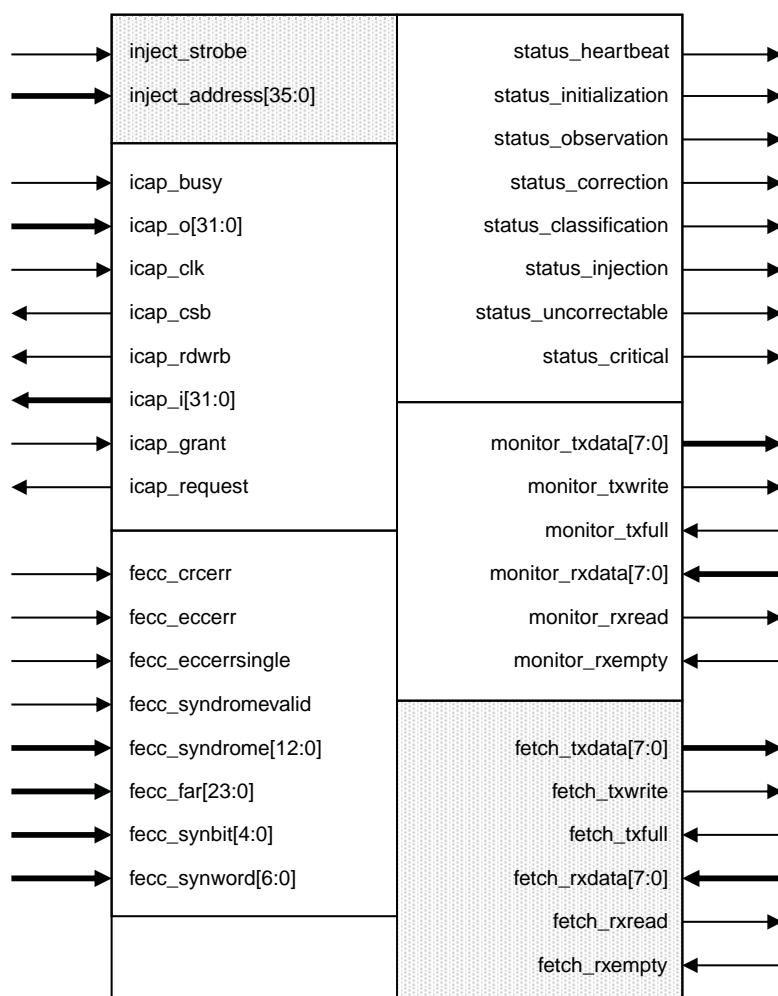 inject_strobe
inject_address[35:0]
icap_busy
icap_o[31:0]
icap_clk
icap_csb
icap_rdwrb
icap_i[31:0]
icap_grant
icap_request
fecc_crcerr
fecc_eccerr
fecc_eccerrsingle
fecc_syndromevalid
fecc_syndrome[12:0]
fecc_far[23:0]
fecc_synbit[4:0]
fecc_synword[6:0]
status_heartbeat
status_initialization
status_observation
status_correction
status_classification
status_injection
status_uncorrectable
status_critical
monitor_txdata[7:0]
monitor_txwrite
monitor_txfull
monitor_rxdata[7:0]
monitor_rxread
monitor_rxempty
fetch_txdata[7:0]
fetch_txwrite
fetch_txfull
fetch_rxdata[7:0]
fetch_rxread
fetch_rxempty